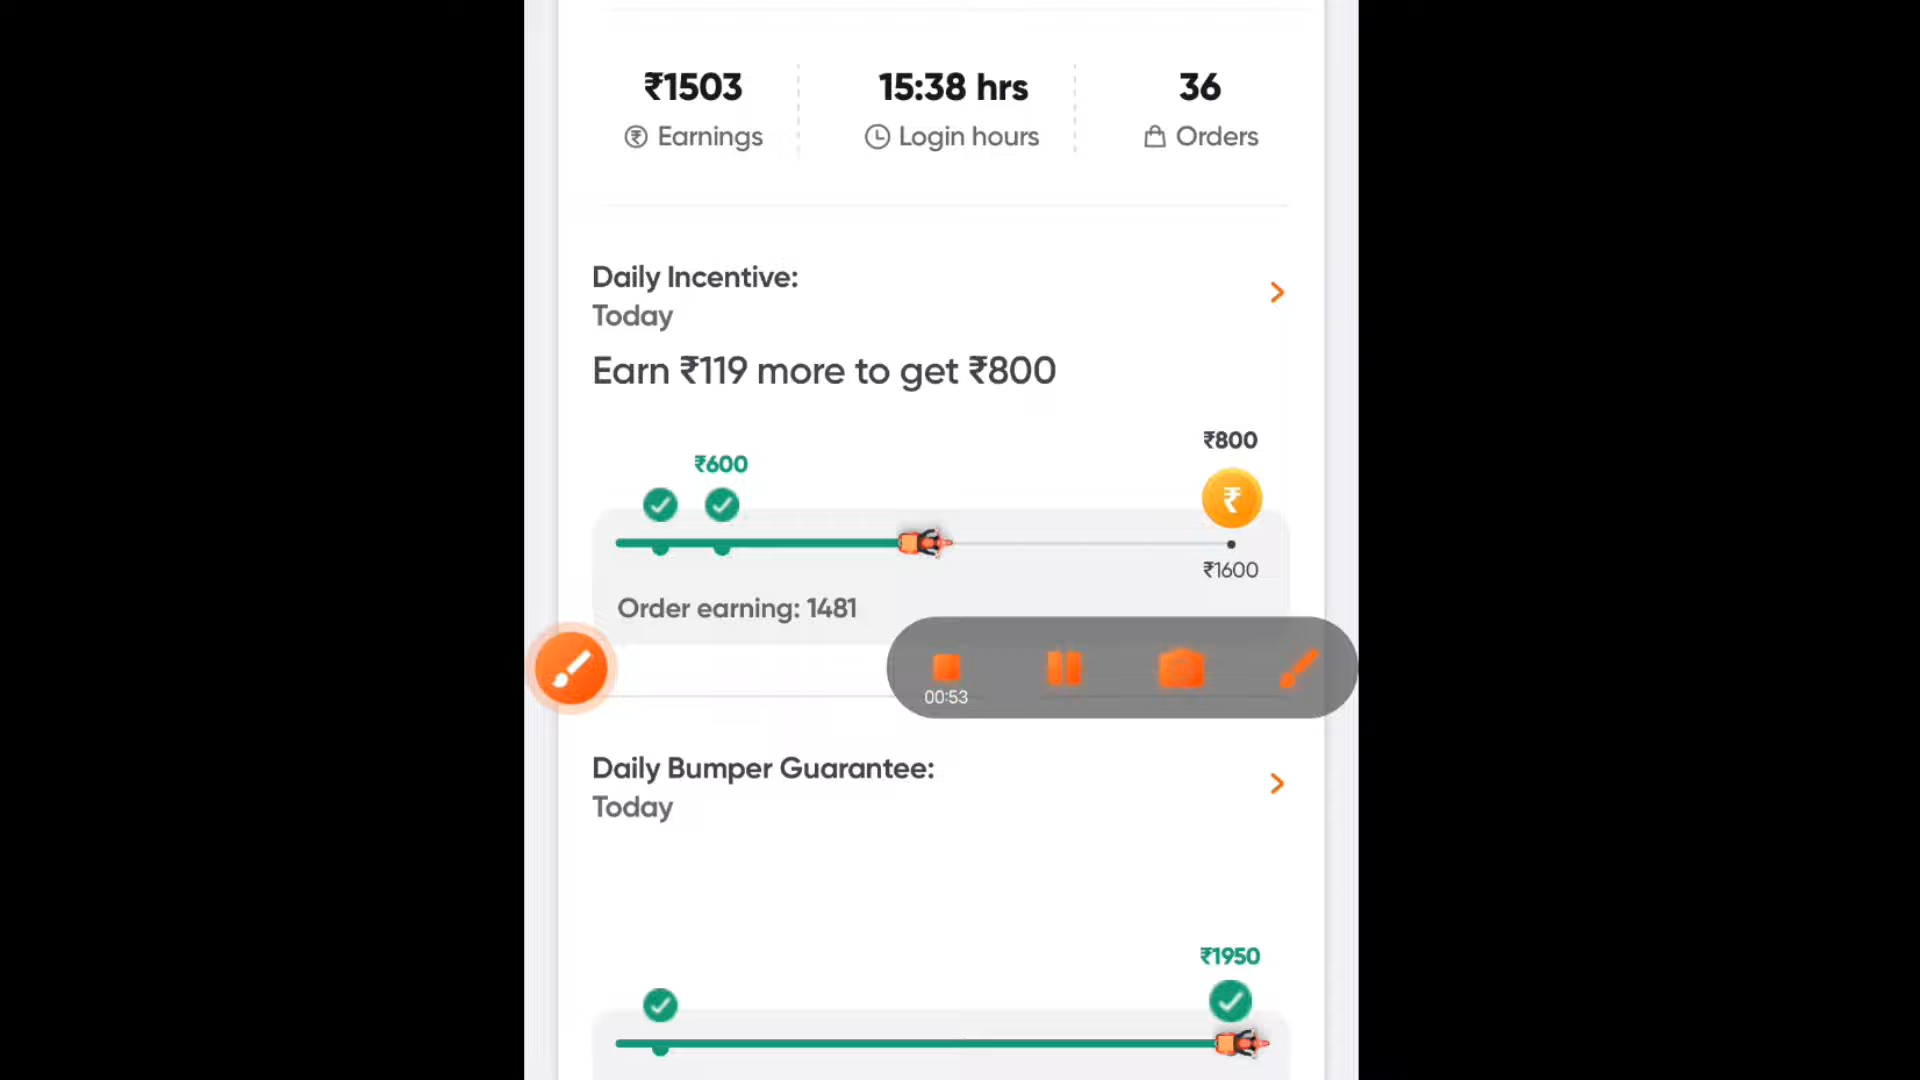 ₹1503
15:38 hrs
36
Earnings
Login hours
Orders
Daily Incentive:
Today
Earn ₹119 more to get ₹800
₹800
₹600
₹
₹1600
Order earning: 1481
00:53
Daily Bumper Guarantee:
Today
₹1950